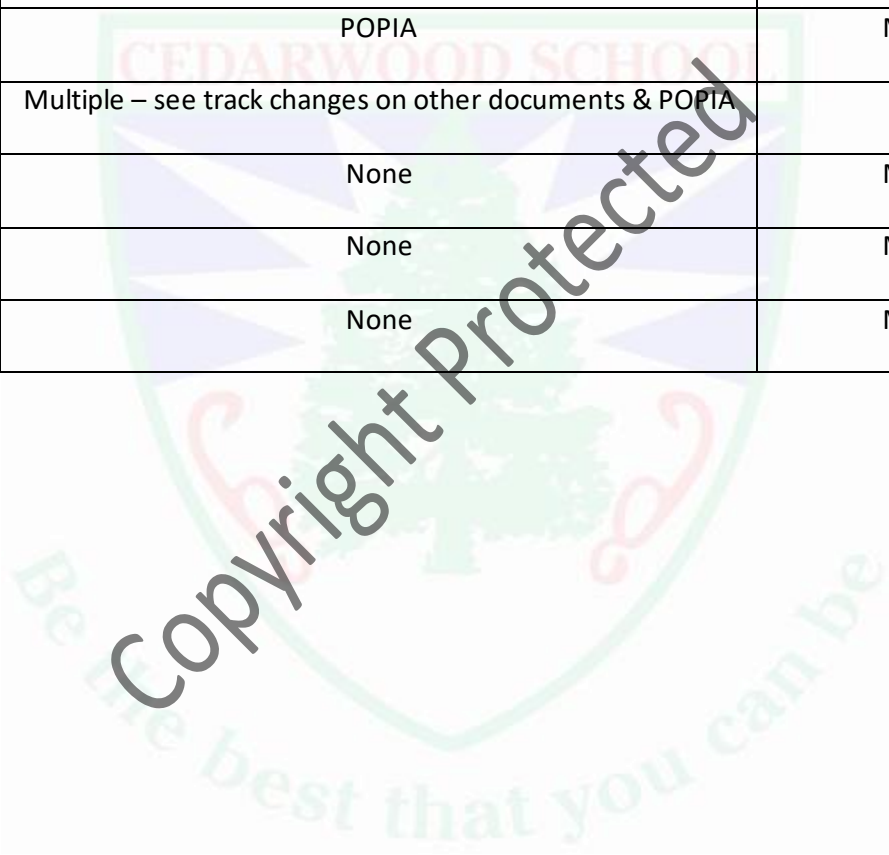 CEDARWOOD SCHOOL
POPIA
Multiple – see track changes on other documents & POPIA
None
None
None
Copyright Protected
Be the best that you can be